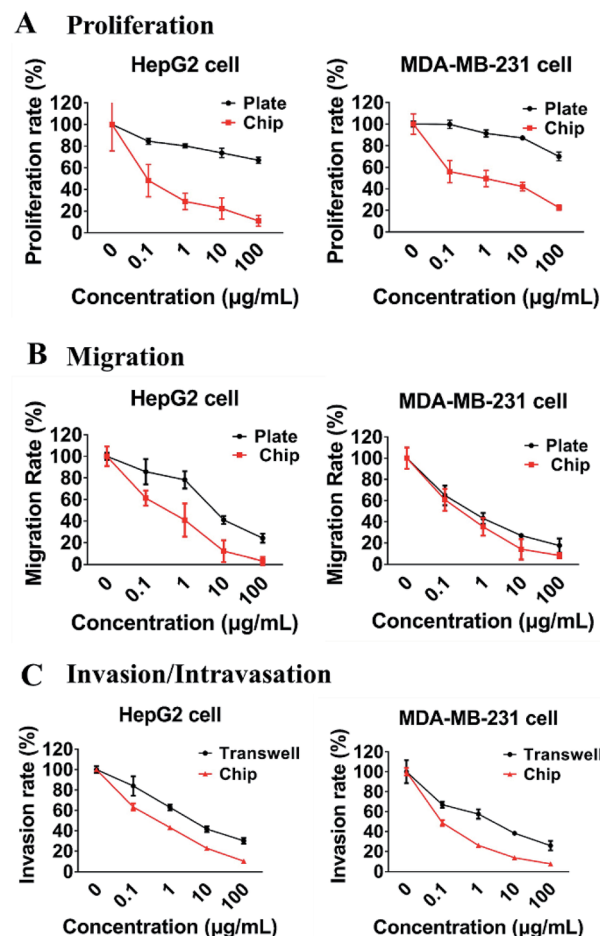 A Proliferation
HepG2 cell
Proliferation rate (%)
120
100
80
60
40
20
0
Plate
Chip
0 0.1 1 10 100
Concentration (µg/mL)
MDA-MB-231 cell
Proliferation rate (%)
120
100
80
60
40
20
0
Plate
Chip
0 0.1 1 10 100
Concentration (µg/mL)
B Migration
HepG2 cell
Migration Rate (%)
120
100
80
60
40
20
0
Plate
Chip
0 0.1 1 10 100
Concentration (µg/mL)
MDA-MB-231 cell
Migration Rate (%)
120
100
80
60
40
20
0
Plate
Chip
0 0.1 1 10 100
Concentration (µg/mL)
C Invasion/Intravasation
HepG2 cell
Invasion rate (%)
120
100
80
60
40
20
0
Transwell
Chip
0 0.1 1 10 100
Concentration (µg/mL)
MDA-MB-231 cell
Invasion rate (%)
120
100
80
60
40
20
0
Transwell
Chip
0 0.1 1 10 100
Concentration (µg/mL)